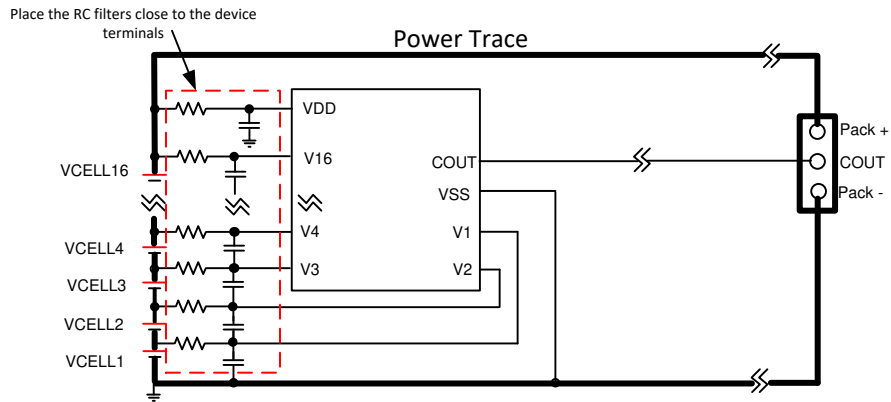 Place the RC filters close to the device
terminals
Power Trace
VDD
V16
VCELL16
COUT
VSS
V4
V1
VCELL4
V3
V2
VCELL3
VCELL2
VCELL1
Pack +
COUT
Pack -